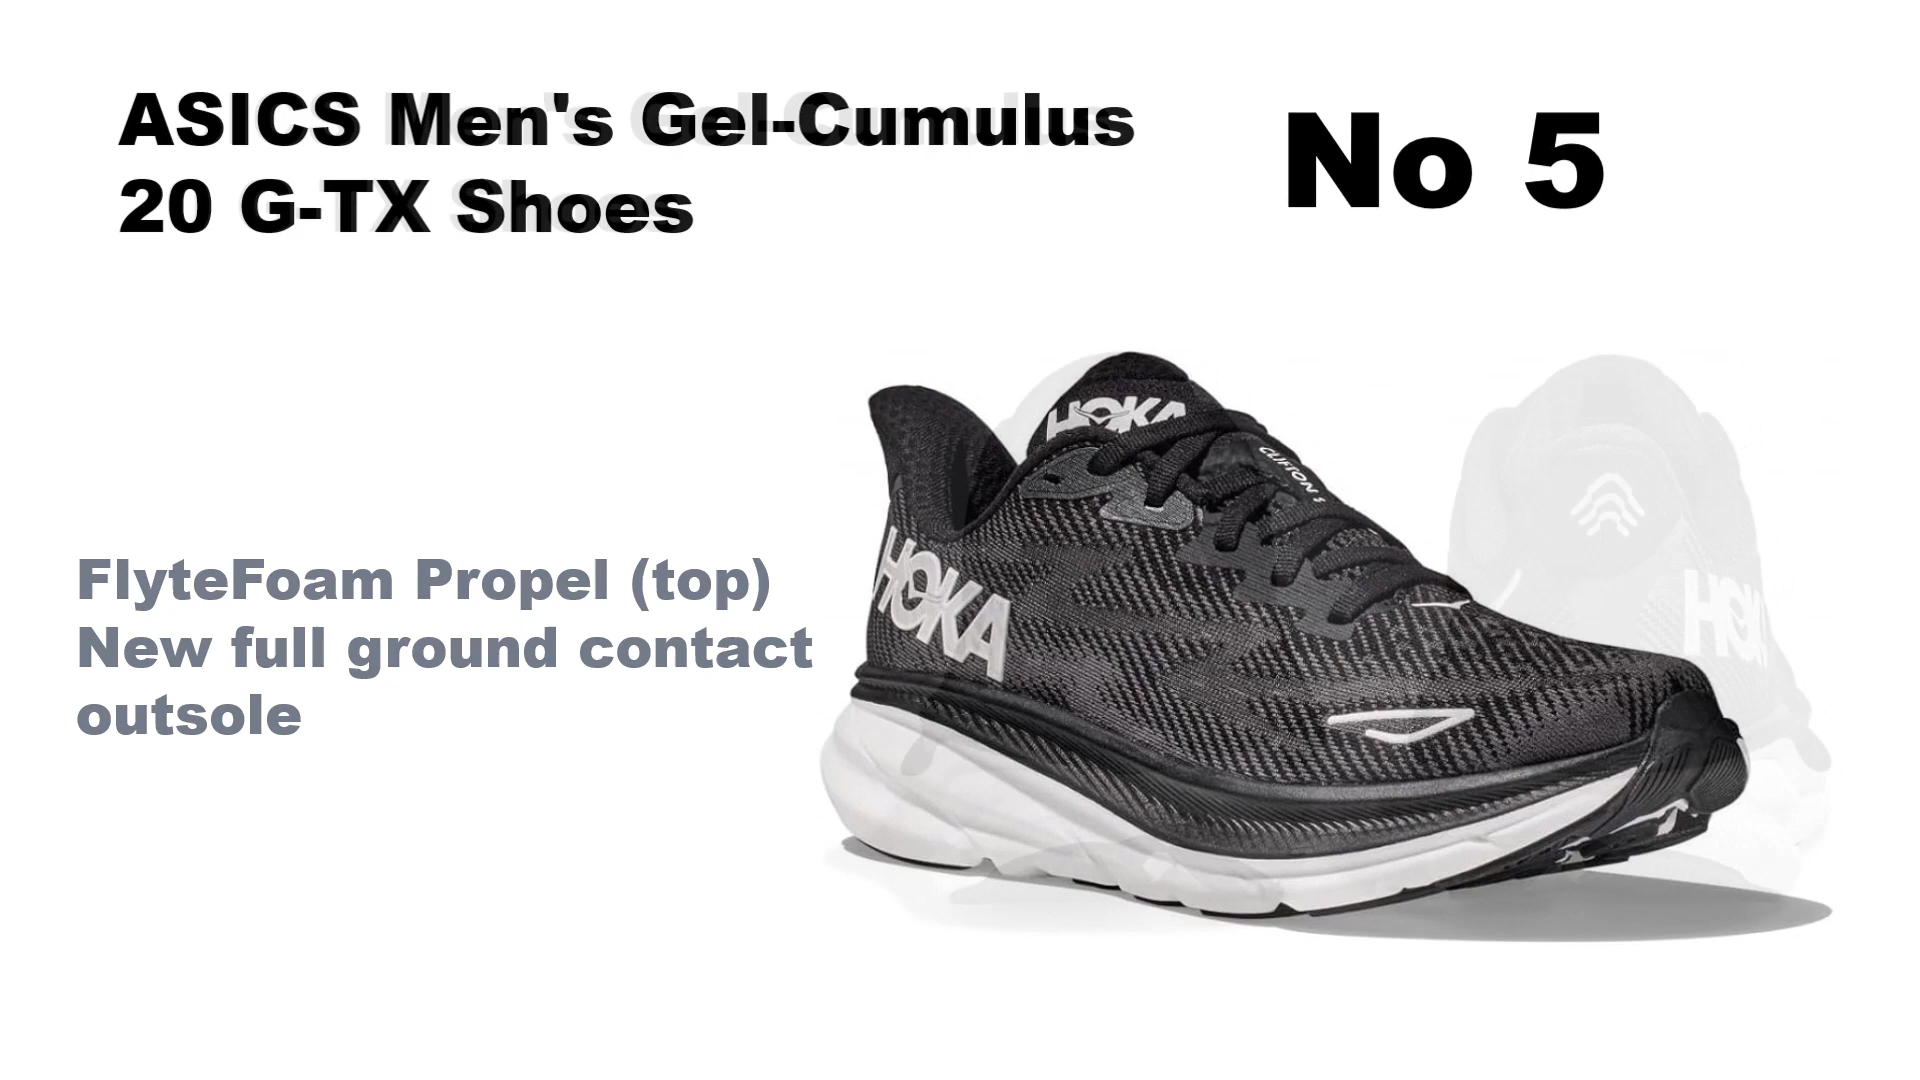 ASICS Men's Gel-Cumulus
20 G-TX Shoes
No 5
FlyteFoam Propel (top)
New full ground contact
outsole
HOKA
CLIFTON
HOKA
HOKA